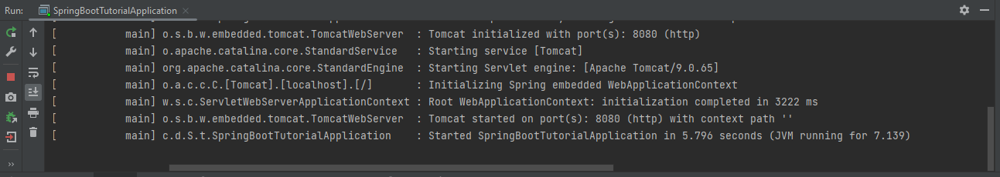 Run: SpringBootTutorialApplication
[           main] o.s.b.w.embedded.tomcat.TomcatWebServer  : Tomcat initialized with port(s): 8080 (http)
[           main] o.apache.catalina.core.StandardService   : Starting service [Tomcat]
[           main] org.apache.catalina.core.StandardEngine  : Starting Servlet engine: [Apache Tomcat/9.0.65]
[           main] o.a.c.c.C.[Tomcat].[localhost].[/]       : Initializing Spring embedded WebApplicationContext
[           main] w.s.c.ServletWebServerApplicationContext : Root WebApplicationContext: initialization completed in 3222 ms
[           main] o.s.b.w.embedded.tomcat.TomcatWebServer  : Tomcat started on port(s): 8080 (http) with context path ''
[           main] c.d.S.t.SpringBootTutorialApplication    : Started SpringBootTutorialApplication in 5.796 seconds (JVM running for 7.139)